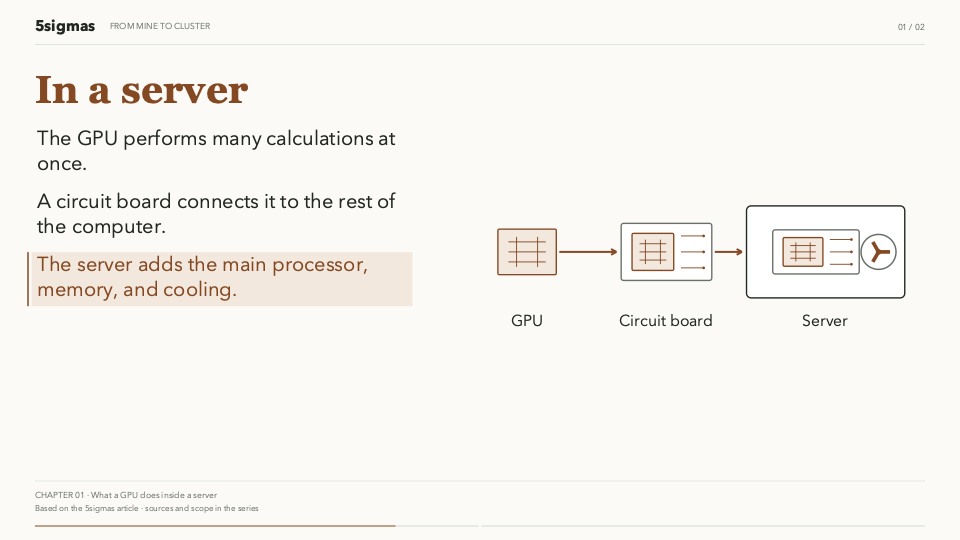 5sigmas
FROM MINE TO CLUSTER
01 / 02
In a server
The GPU performs many calculations at
once.
A circuit board connects it to the rest of
the computer.
The server adds the main processor,
memory, and cooling.
GPU
Circuit board
Server
CHAPTER 01 · What a GPU does inside a server
Based on the 5sigmas article · sources and scope in the series